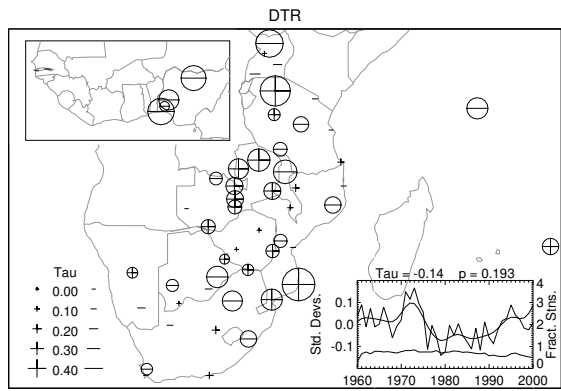 DTR
Tau
0.00
0.10
0.20
0.30
0.40
Tau = -0.14 p = 0.193
Std. Devs.
0.1
0.0
-0.1
4
3
2
1
0
Fract. Stns.
1960 1970 1980 1990 2000